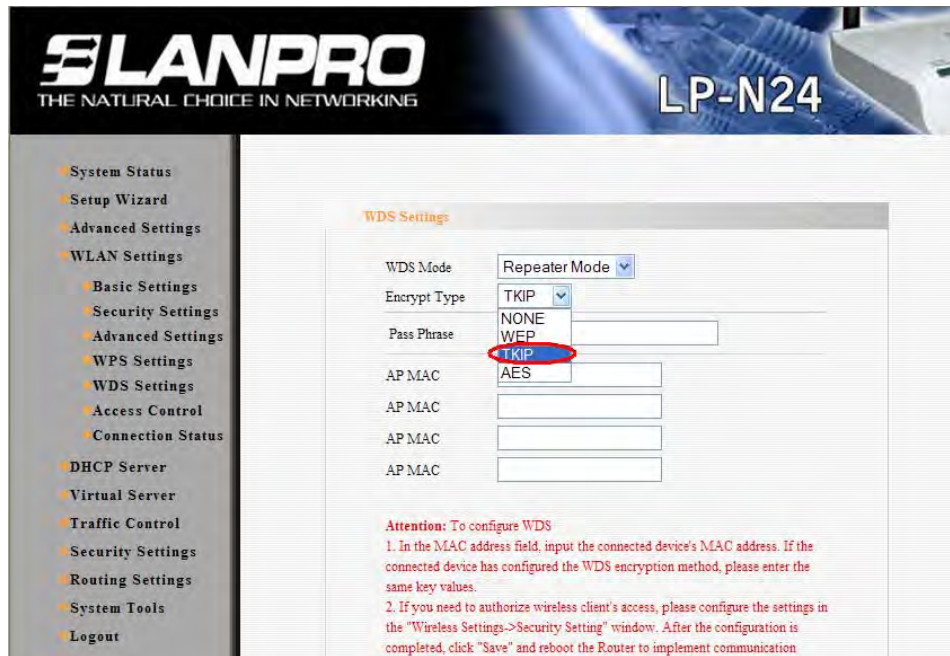 LANPRO
THE NATURAL CHOICE IN NETWORKING
LP-N24
System Status
Setup Wizard
Advanced Settings
WLAN Settings
Basic Settings
Security Settings
Advanced Settings
WPS Settings
WDS Settings
Access Control
Connection Status
DHCP Server
Virtual Server
Traffic Control
Security Settings
Routing Settings
System Tools
Logout
WDS Settings
WDS Mode Repeater Mode
Encrypt Type TKIP
NONE
Pass Phrase WEP
TKIP
AP MAC AES
AP MAC
AP MAC
AP MAC
Attention: To configure WDS
1. In the MAC address field, input the connected device's MAC address. If the
connected device has configured the WDS encryption method, please enter the
same key values.
2. If you need to authorize wireless client's access, please configure the settings in
the "Wireless Settings->Security Setting" window. After the configuration is
completed, click "Save" and reboot the Router to implement communication